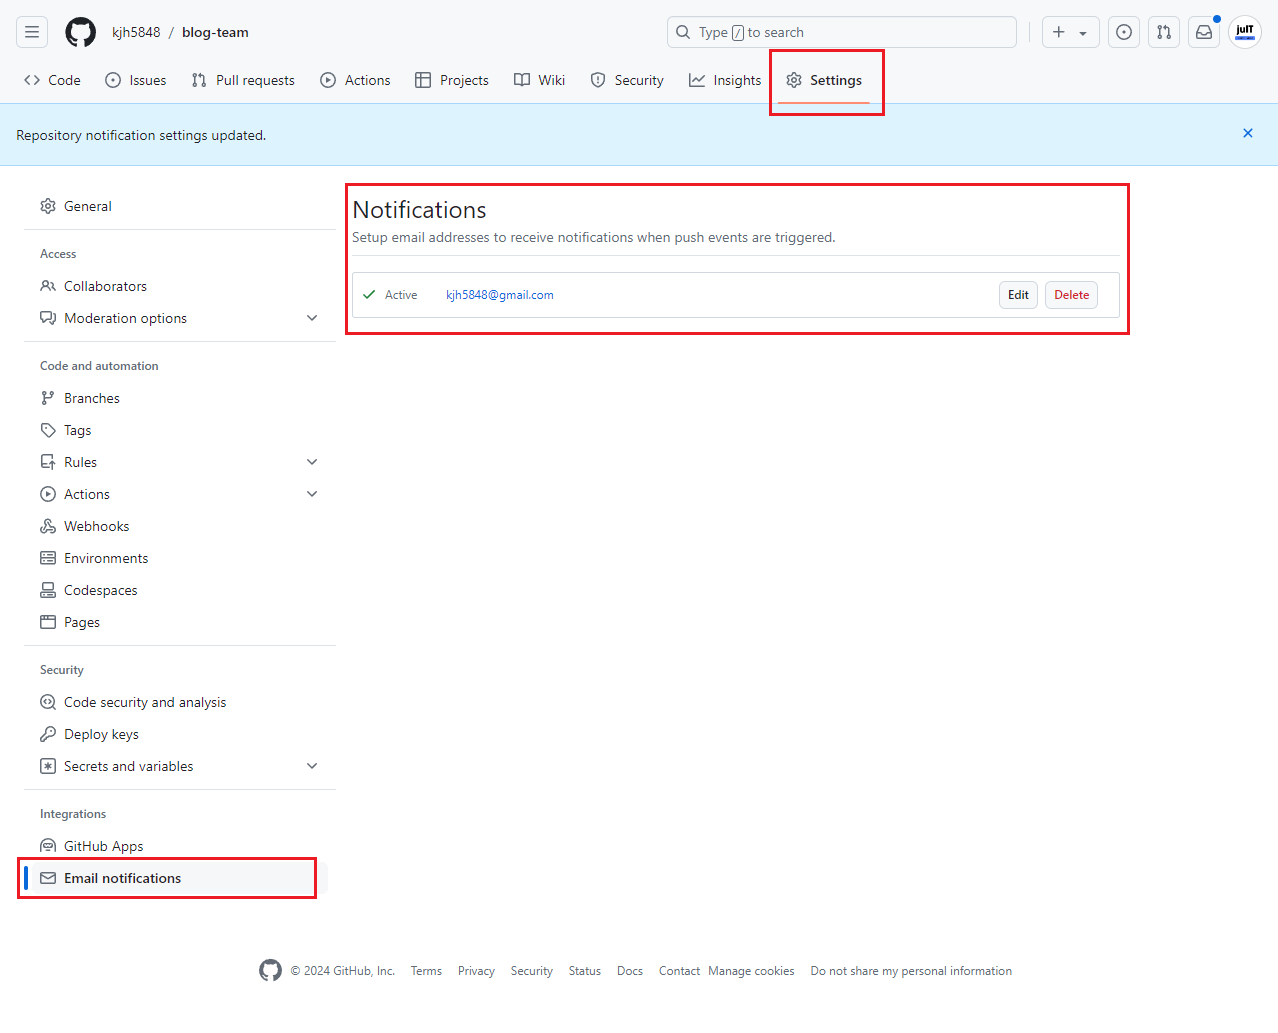 kjh5848 / blog-team
Type / to search
juIT
Code Issues Pull requests Actions Projects Wiki Security Insights Settings
Repository notification settings updated.
General
Access
Collaborators
Moderation options
Code and automation
Branches
Tags
Rules
Actions
Webhooks
Environments
Codespaces
Pages
Security
Code security and analysis
Deploy keys
Secrets and variables
Integrations
GitHub Apps
Email notifications
Notifications
Setup email addresses to receive notifications when push events are triggered.
Active kjh5848@gmail.com Edit Delete
© 2024 GitHub, Inc. Terms Privacy Security Status Docs Contact Manage cookies Do not share my personal information